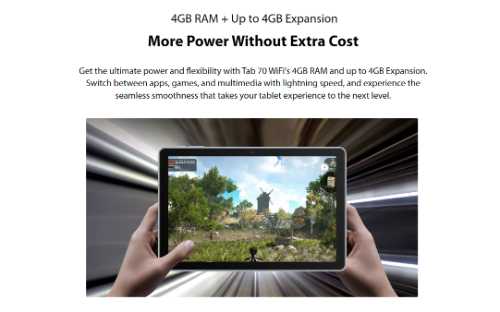 4GB RAM + Up to 4GB Expansion
More Power Without Extra Cost
Get the ultimate power and flexibility with Tab 70 WiFi's 4GB RAM and up to 4GB Expansion.
Switch between apps, games, and multimedia with lightning speed, and experience the
seamless smoothness that takes your tablet experience to the next level.